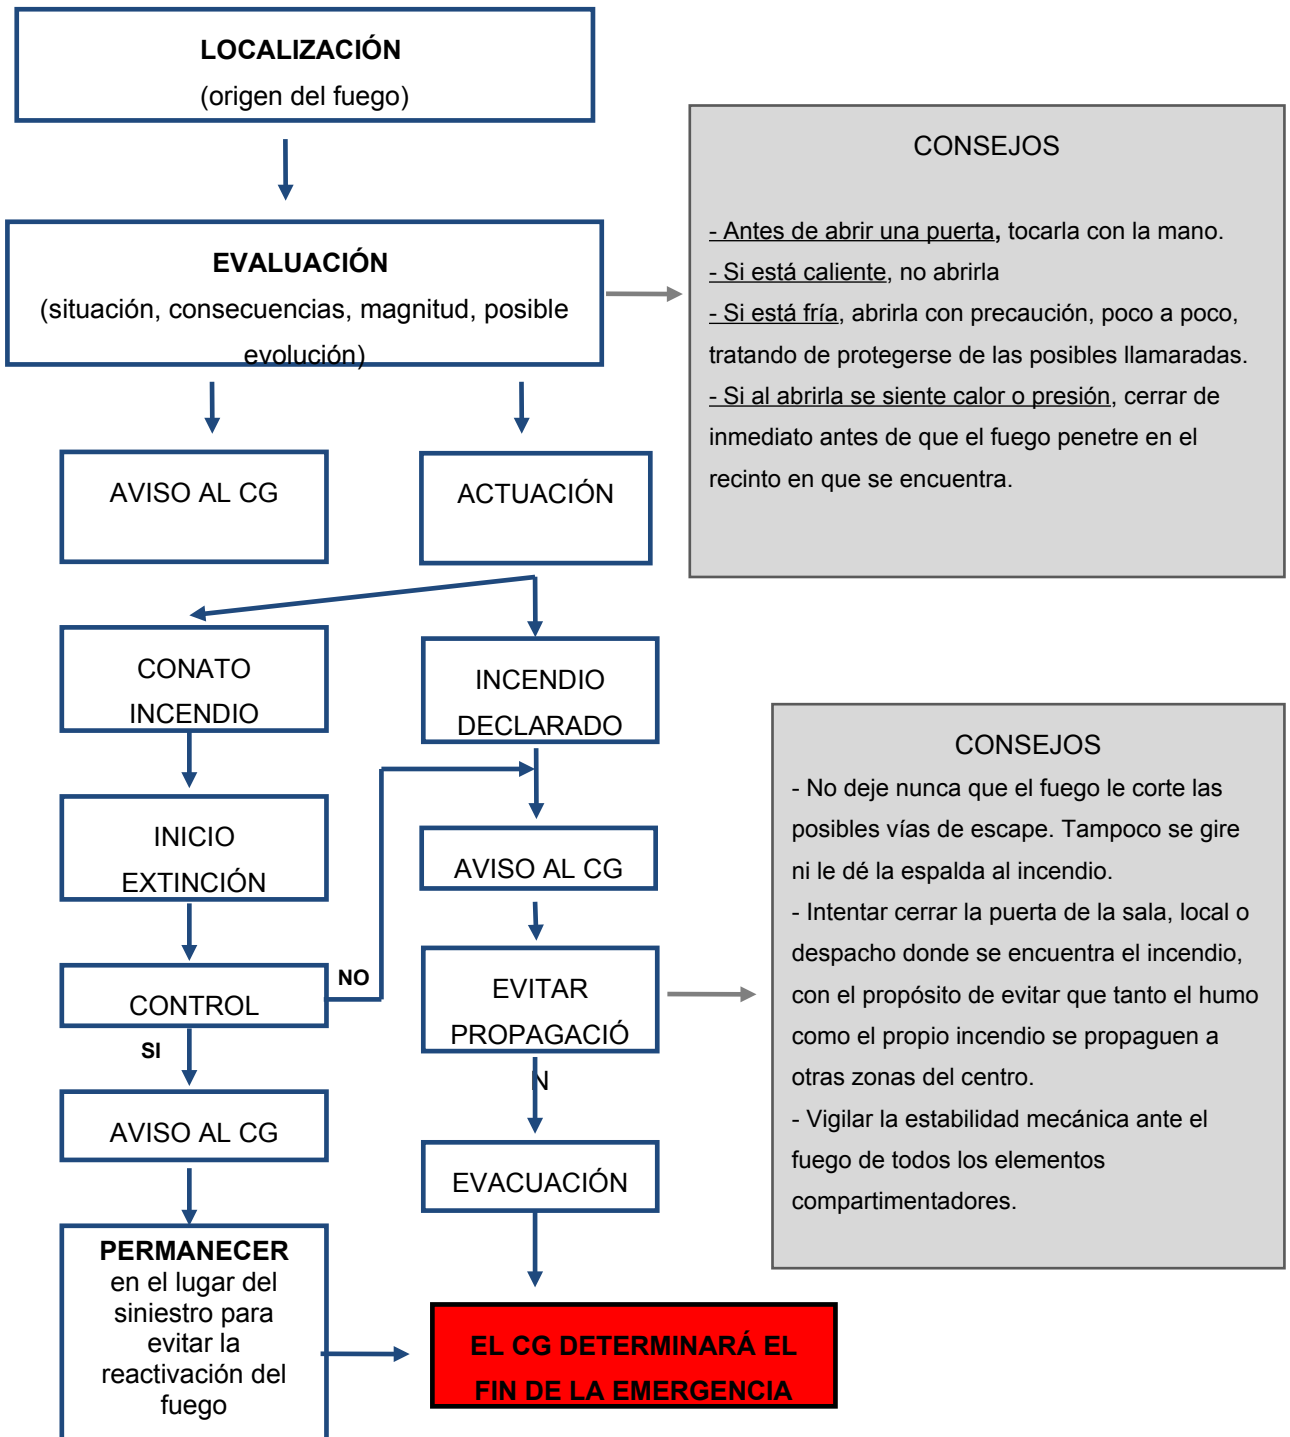 LOCALIZACIÓN
(origen del fuego)
EVALUACIÓN
(situación, consecuencias, magnitud, posible
evolución)
CONSEJOS
- Antes de abrir una puerta, tocarla con la mano.
- Si está caliente, no abrirla
- Si está fría, abrirla con precaución, poco a poco,
tratando de protegerse de las posibles llamaradas.
- Si al abrirla se siente calor o presión, cerrar de
inmediato antes de que el fuego penetre en el
recinto en que se encuentra.
AVISO AL CG
ACTUACIÓN
CONATO
INCENDIO
INCENDIO
DECLARADO
INICIO
EXTINCIÓN
AVISO AL CG
CONTROL
NO
SI
EVITAR
PROPAGACIÓ
N
CONSEJOS
- No deje nunca que el fuego le corte las
posibles vías de escape. Tampoco se gire
ni le dé la espalda al incendio.
- Intentar cerrar la puerta de la sala, local o
despacho donde se encuentra el incendio,
con el propósito de evitar que tanto el humo
como el propio incendio se propaguen a
otras zonas del centro.
- Vigilar la estabilidad mecánica ante el
fuego de todos los elementos
compartimentadores.
AVISO AL CG
EVACUACIÓN
PERMANECER
en el lugar del
siniestro para
evitar la
reactivación del
fuego
EL CG DETERMINARÁ EL
FIN DE LA EMERGENCIA